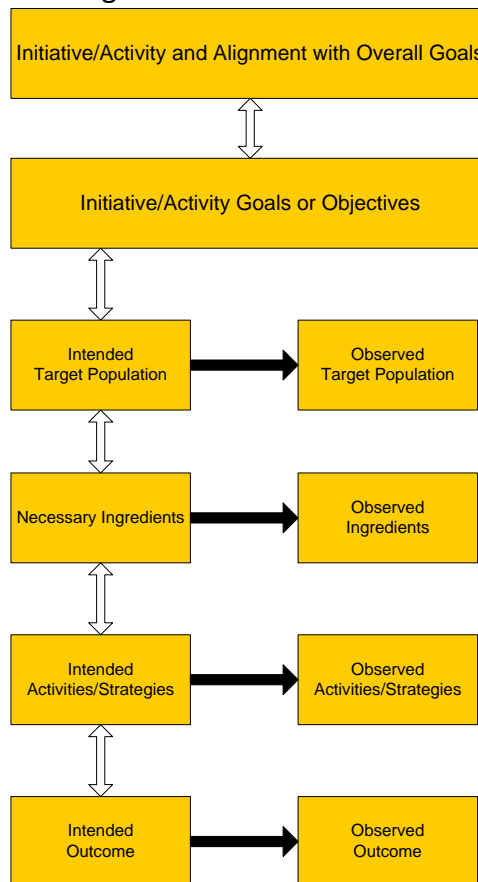 Initiative/Activity and Alignment with Overall Goals
Initiative/Activity Goals or Objectives
Intended
Target Population
Observed
Target Population
Necessary Ingredients
Observed
Ingredients
Intended
Activities/Strategies
Observed
Activities/Strategies
Intended
Outcome
Observed
Outcome